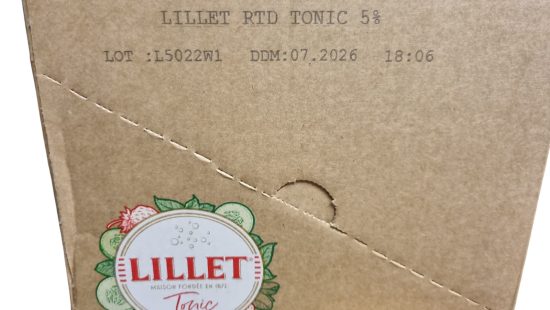 LILLET RTD TONIC 5%
LOT :L5022W1 DDM:07.2026 18:06
LILLET
MAISON FONDÉE EN 1872
Tonic